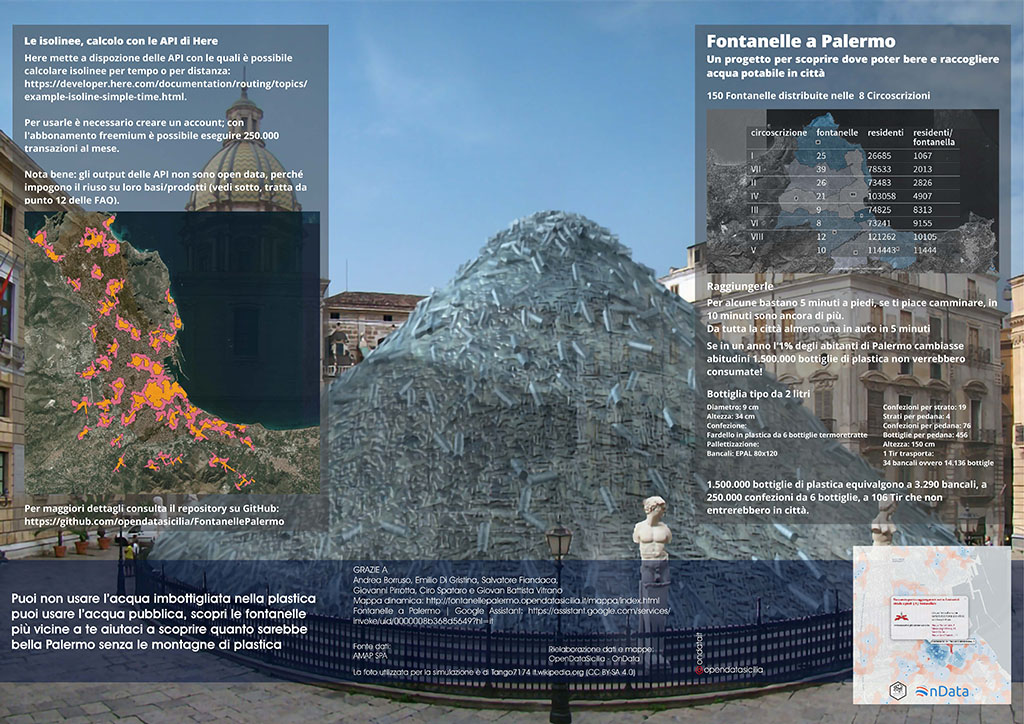 Le isolinee, calcolo con le API di Here
Here mette a dispozione delle API con le quali è possibile
calcolare isolinee per tempo o per distanza:
https://developer.here.com/documentation/routing/topics/
example-isoline-simple-time.html.
Per usarle è necessario creare un account; con
l'abbonamento freemium è possibile eseguire 250.000
transazioni al mese.
Nota bene: gli output delle API non sono open data, perché
impogono il riuso su loro basi/prodotti (vedi sotto, tratta da
punto 12 delle FAQ).
Per maggiori dettagli consulta il repository su GitHub:
https://github.com/opendatasicilia/FontanellePalermo
Fontanelle a Palermo
Un progetto per scoprire dove poter bere e raccogliere
acqua potabile in città
150 Fontanelle distribuite nelle 8 Circoscrizioni
circoscrizione fontanelle residenti residenti/
fontanella
I 25 26685 1067
VII 39 78533 2013
II 26 73483 2826
IV 21 103058 4907
III 9 74825 8313
VI 8 73241 9155
VIII 12 121262 10105
V 10 114443 11444
Raggiungerle
Per alcune bastano 5 minuti a piedi, se ti piace camminare, in
10 minuti sono ancora di più.
Da tutta la città almeno una in auto in 5 minuti
Se in un anno l'1% degli abitanti di Palermo cambiasse
abitudini 1.500.000 bottiglie di plastica non verrebbero
consumate!
Bottiglia tipo da 2 litri
Diametro: 9 cm
Altezza: 34 cm
Confezione:
Fardello in plastica da 6 bottiglie termoretratte
Pallettizzazione:
Bancali: EPAL 80x120
Confezioni per strato: 19
Strati per pedana: 4
Confezioni per pedana: 76
Bottiglie per pedana: 456
Altezza: 150 cm
1 Tir trasporta:
34 bancali ovvero 14.136 bottiglie
1.500.000 bottiglie di plastica equivalgono a 3.290 bancali, a
250.000 confezioni da 6 bottiglie, a 106 Tir che non
entrerebbero in città.
Puoi non usare l'acqua imbottigliata nella plastica
puoi usare l'acqua pubblica, scopri le fontanelle
più vicine a te aiutaci a scoprire quanto sarebbe
bella Palermo senza le montagne di plastica
GRAZIE A
Andrea Borruso, Emilio Di Gristina, Salvatore Fiandaca,
Giovanni Pirrotta, Ciro Spataro e Giovan Battista Vitrano
Mappa dinamica: http://fontanellepalermo.opendatasicilia.it/mappa/index.html
Fontanelle a Palermo | Google Assistant: https://assistant.google.com/services/
invoke/uid/0000008b368d5649?hl=it
Fonte dati:
AMAP SPA
Rielaborazione dati e mappe:
OpenDataSicilia - OnData
La foto utilizzata per la simulazione è di Tango7174 it.wikipedia.org (CC BY-SA 4.0)
ondatait
opendatasicilia
onData